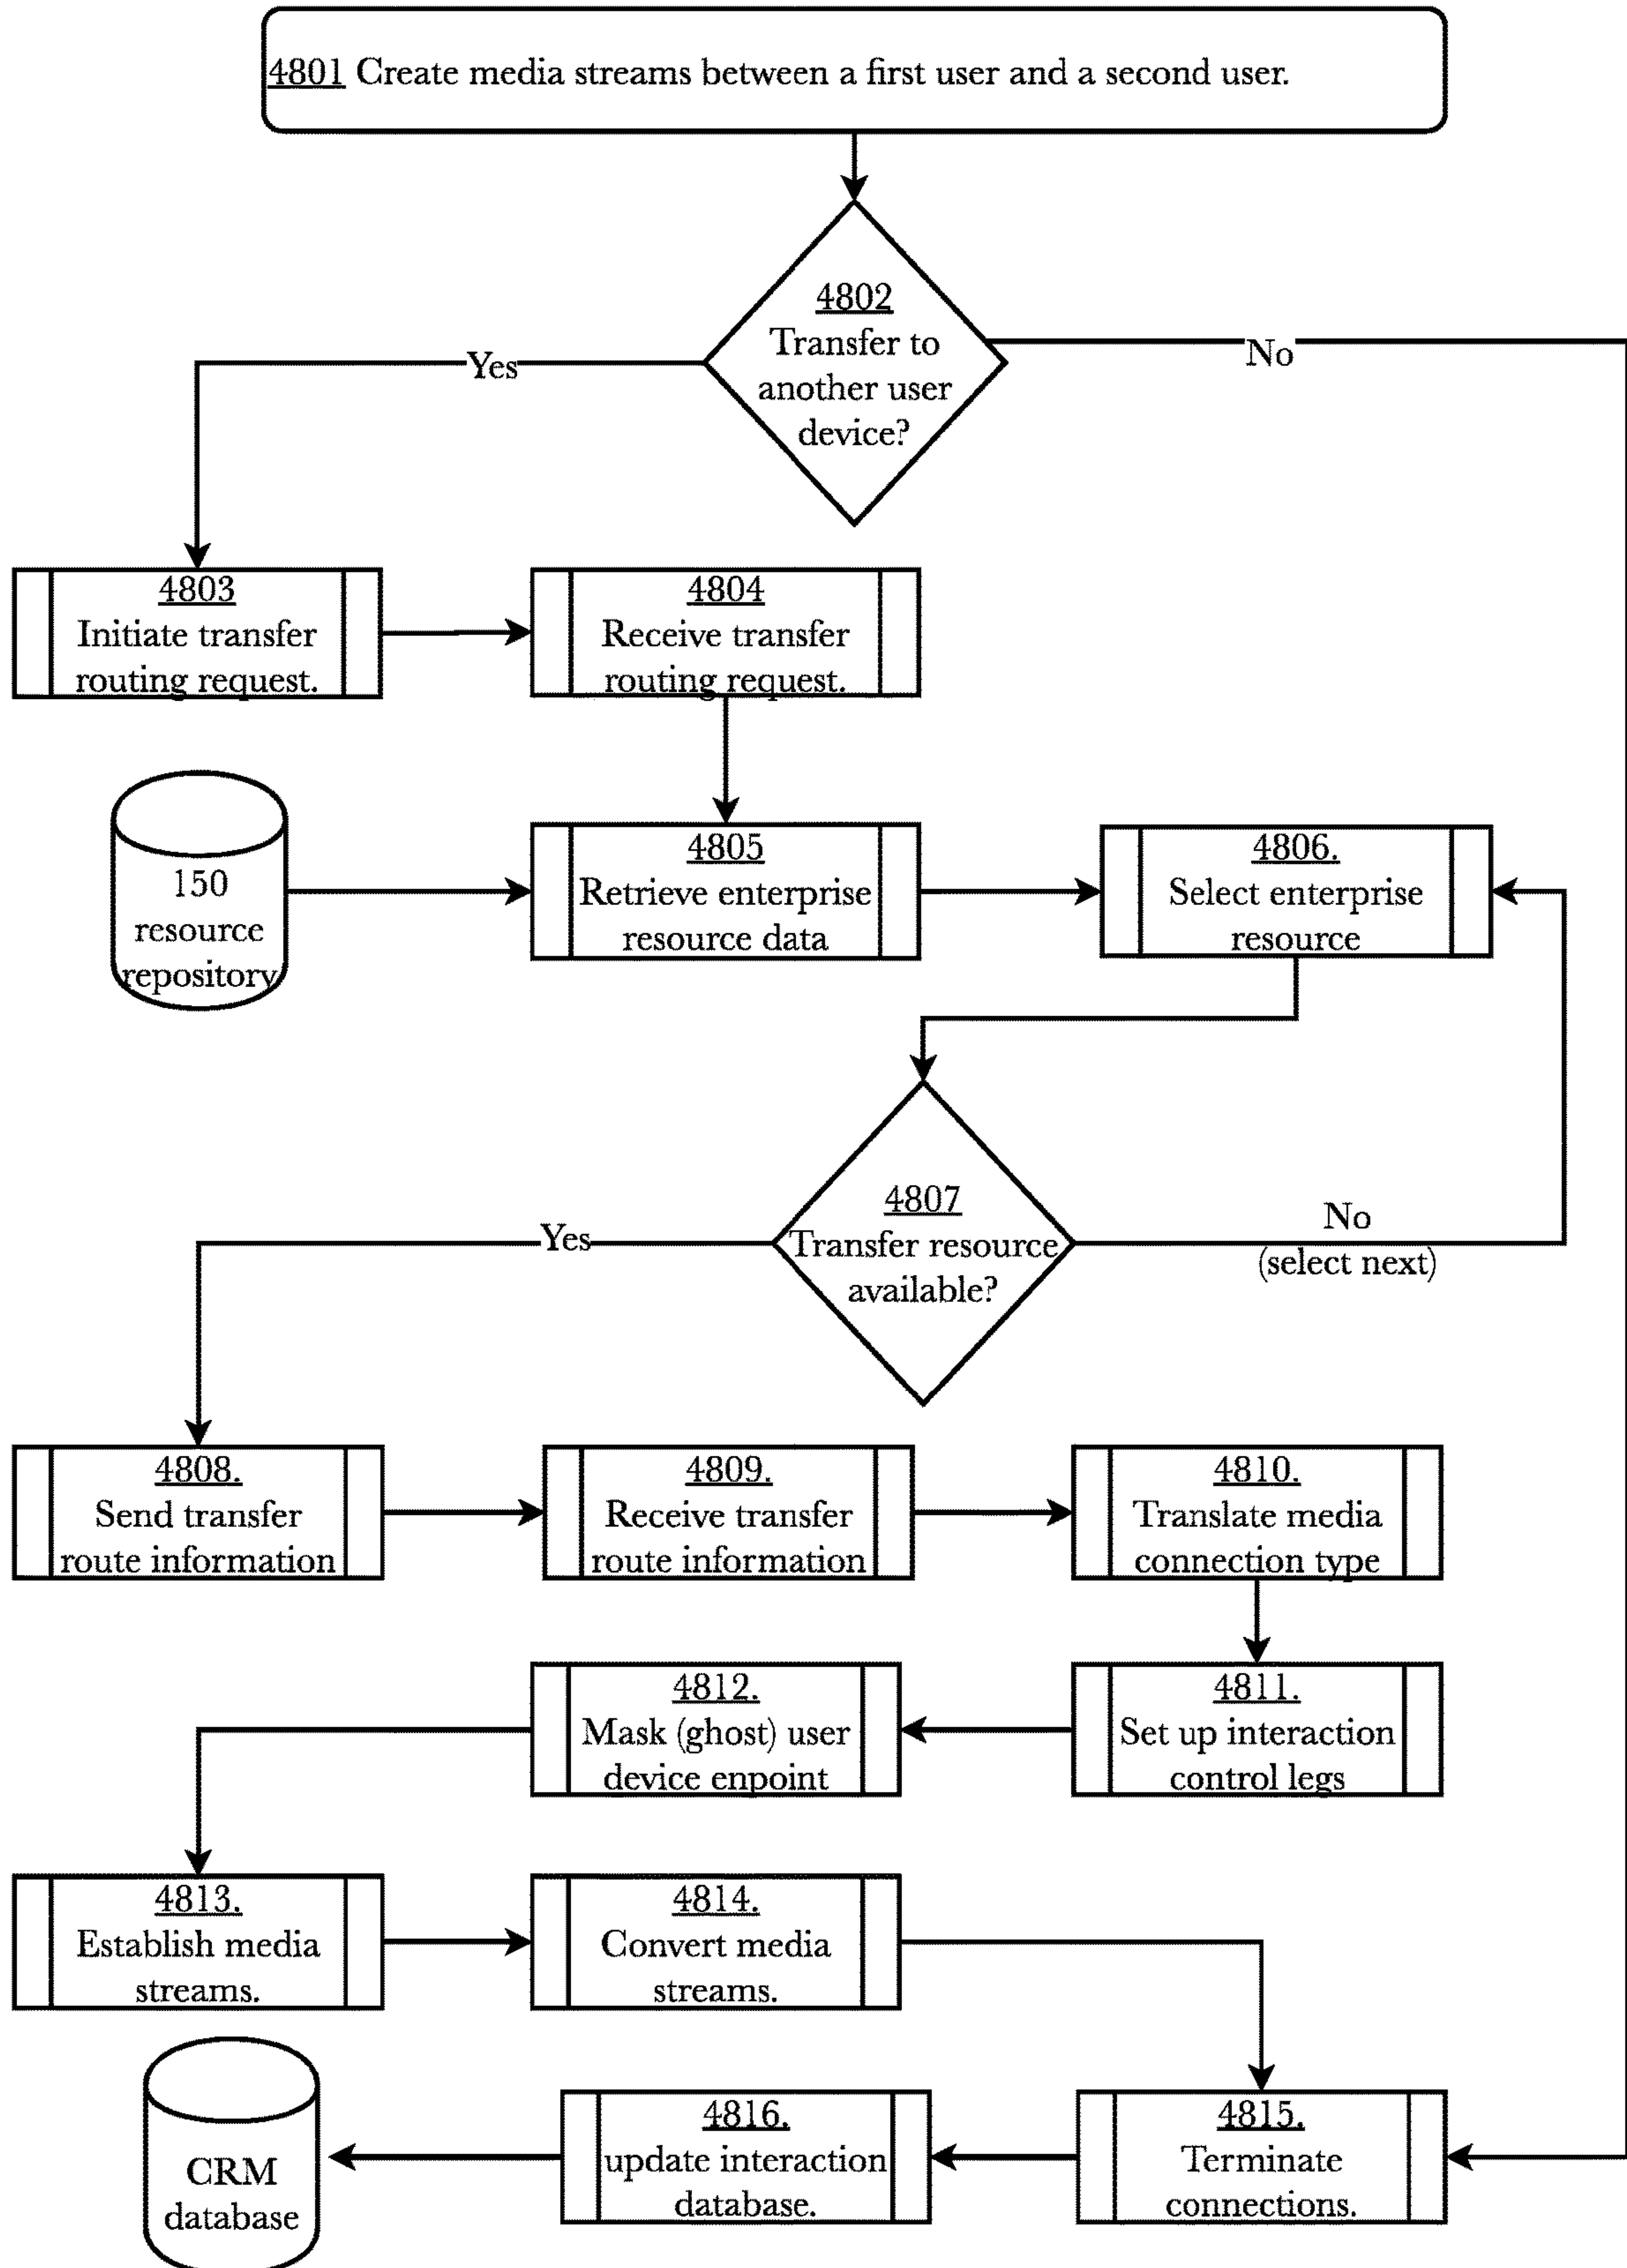 4801 Create media streams between a first user and a second user.
4802
Transfer to
another user
device?
Yes
No
4803
Initiate transfer
routing request.
4804
Receive transfer
routing request.
150
resource
repository
4805
Retrieve enterprise
resource data
4806.
Select enterprise
resource
4807
Transfer resource
available?
Yes
No
(select next)
4808.
Send transfer
route information
4809.
Receive transfer
route information
4810.
Translate media
connection type
4812.
Mask (ghost) user
device enpoint
4811.
Set up interaction
control legs
4813.
Establish media
streams.
4814.
Convert media
streams.
CRM
database
4816.
update interaction
database.
4815.
Terminate
connections.